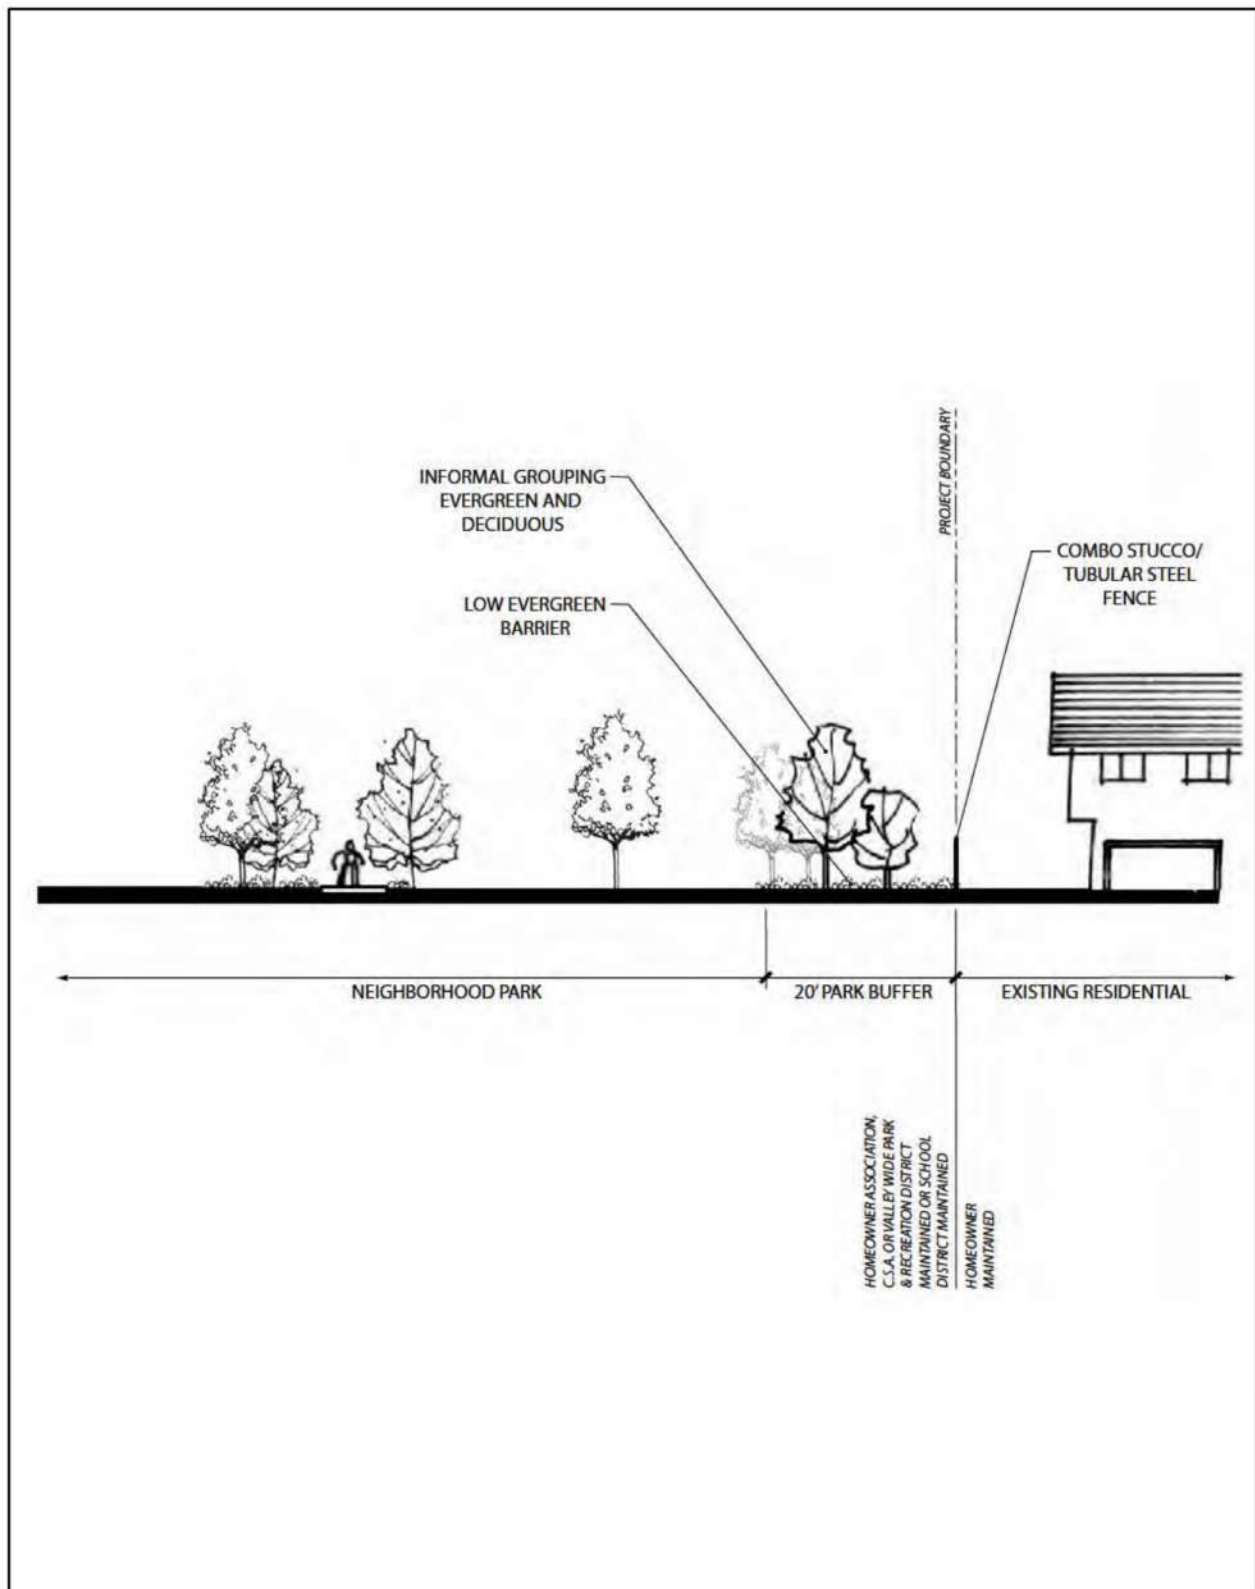 INFORMAL GROUPING
EVERGREEN AND
DECIDUOUS
LOW EVERGREEN
BARRIER
PROJECT BOUNDARY
COMBO STUCCO/
TUBULAR STEEL
FENCE
NEIGHBORHOOD PARK
20' PARK BUFFER
EXISTING RESIDENTIAL
HOMEOWNER ASSOCIATION,
C.S.A. OR VALLEY WIDE PARK
& RECREATION DISTRICT
MAINTAINED OR SCHOOL
DISTRICT MAINTAINED
HOMEOWNER
MAINTAINED